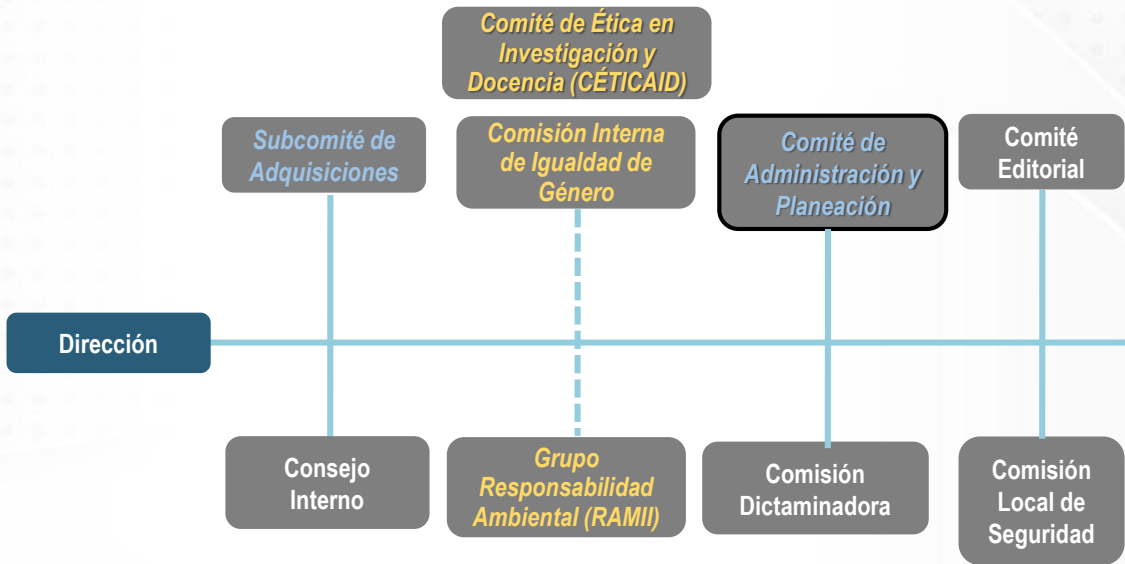 Comité de Ética en
Investigación y
Docencia (CÉTICAID)
Subcomité de
Adquisiciones
Comisión Interna
de Igualdad de
Género
Comité de
Administración y
Planeación
Comité
Editorial
Dirección
Consejo
Interno
Grupo
Responsabilidad
Ambiental (RAMII)
Comisión
Dictaminadora
Comisión
Local de
Seguridad